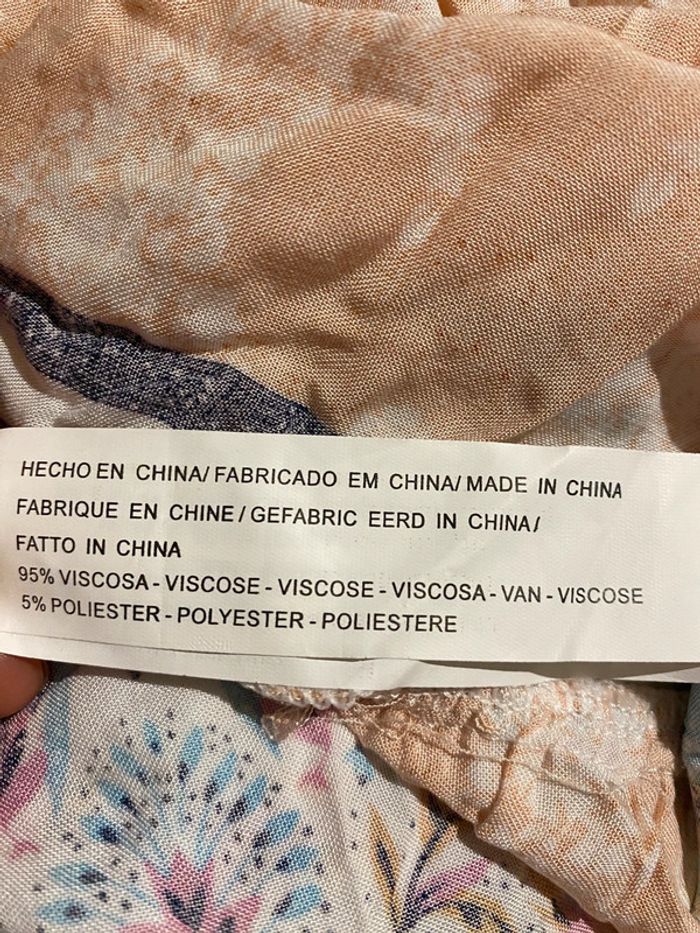 HECHO EN CHINA/ FABRICADO EM CHINA/ MADE IN CHINA
FABRIQUE EN CHINE / GEFABRIC EERD IN CHINA/
FATTO IN CHINA
95% VISCOSA - VISCOSE - VISCOSE - VISCOSA - VAN - VISCOSE
5% POLIESTER - POLYESTER - POLIESTERE